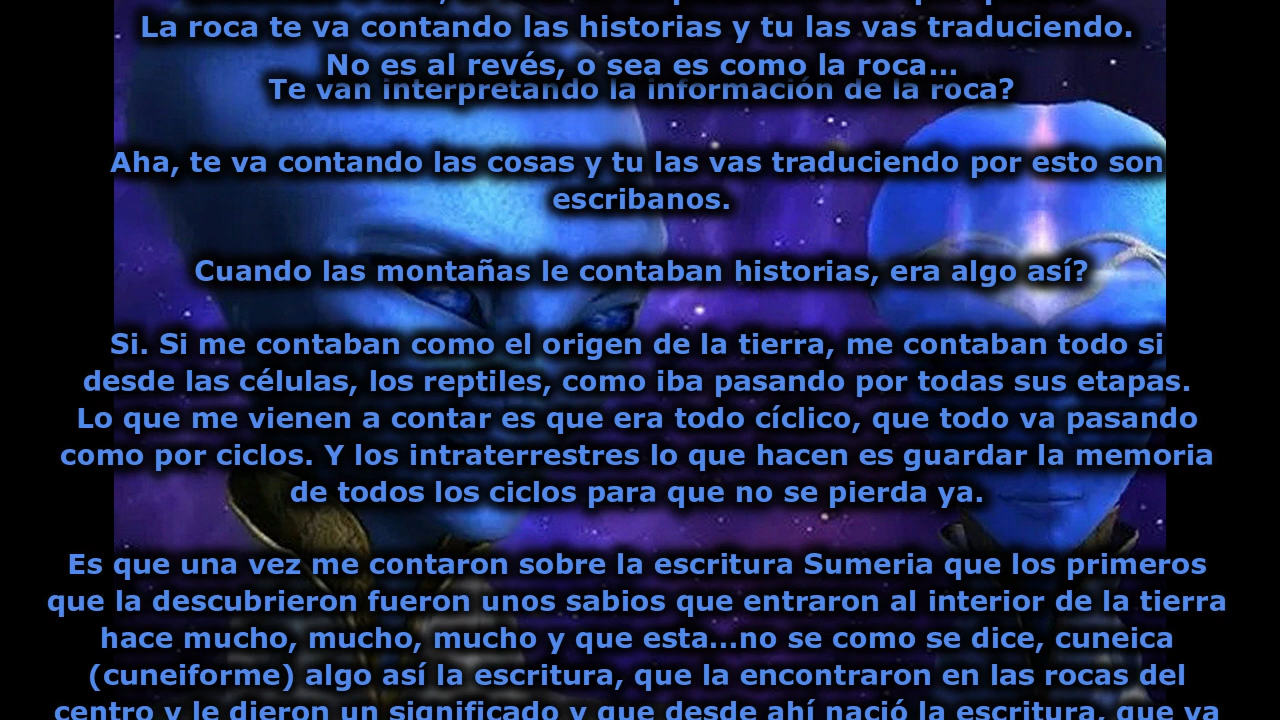 La roca te va contando las historias y tu las vas traduciendo.
No es al revés, o sea es como la roca...
Te van interpretando la información de la roca?
Aha, te va contando las cosas y tu las vas traduciendo por esto son
escribanos.
Cuando las montañas le contaban historias, era algo así?
Si. Si me contaban como el origen de la tierra, me contaban todo si
desde las células, los reptiles, como iba pasando por todas sus etapas.
Lo que me vienen a contar es que era todo cíclico, que todo va pasando
como por ciclos. Y los intraterrestres lo que hacen es guardar la memoria
de todos los ciclos para que no se pierda ya.
Es que una vez me contaron sobre la escritura Sumeria que los primeros
que la descubrieron fueron unos sabios que entraron al interior de la tierra
hace mucho, mucho, mucho y que esta...no se como se dice, cuneica
(cuneiforme) algo así la escritura, que la encontraron en las rocas del
centro y le dieron un significado y que desde ahí nació la escritura, que ya